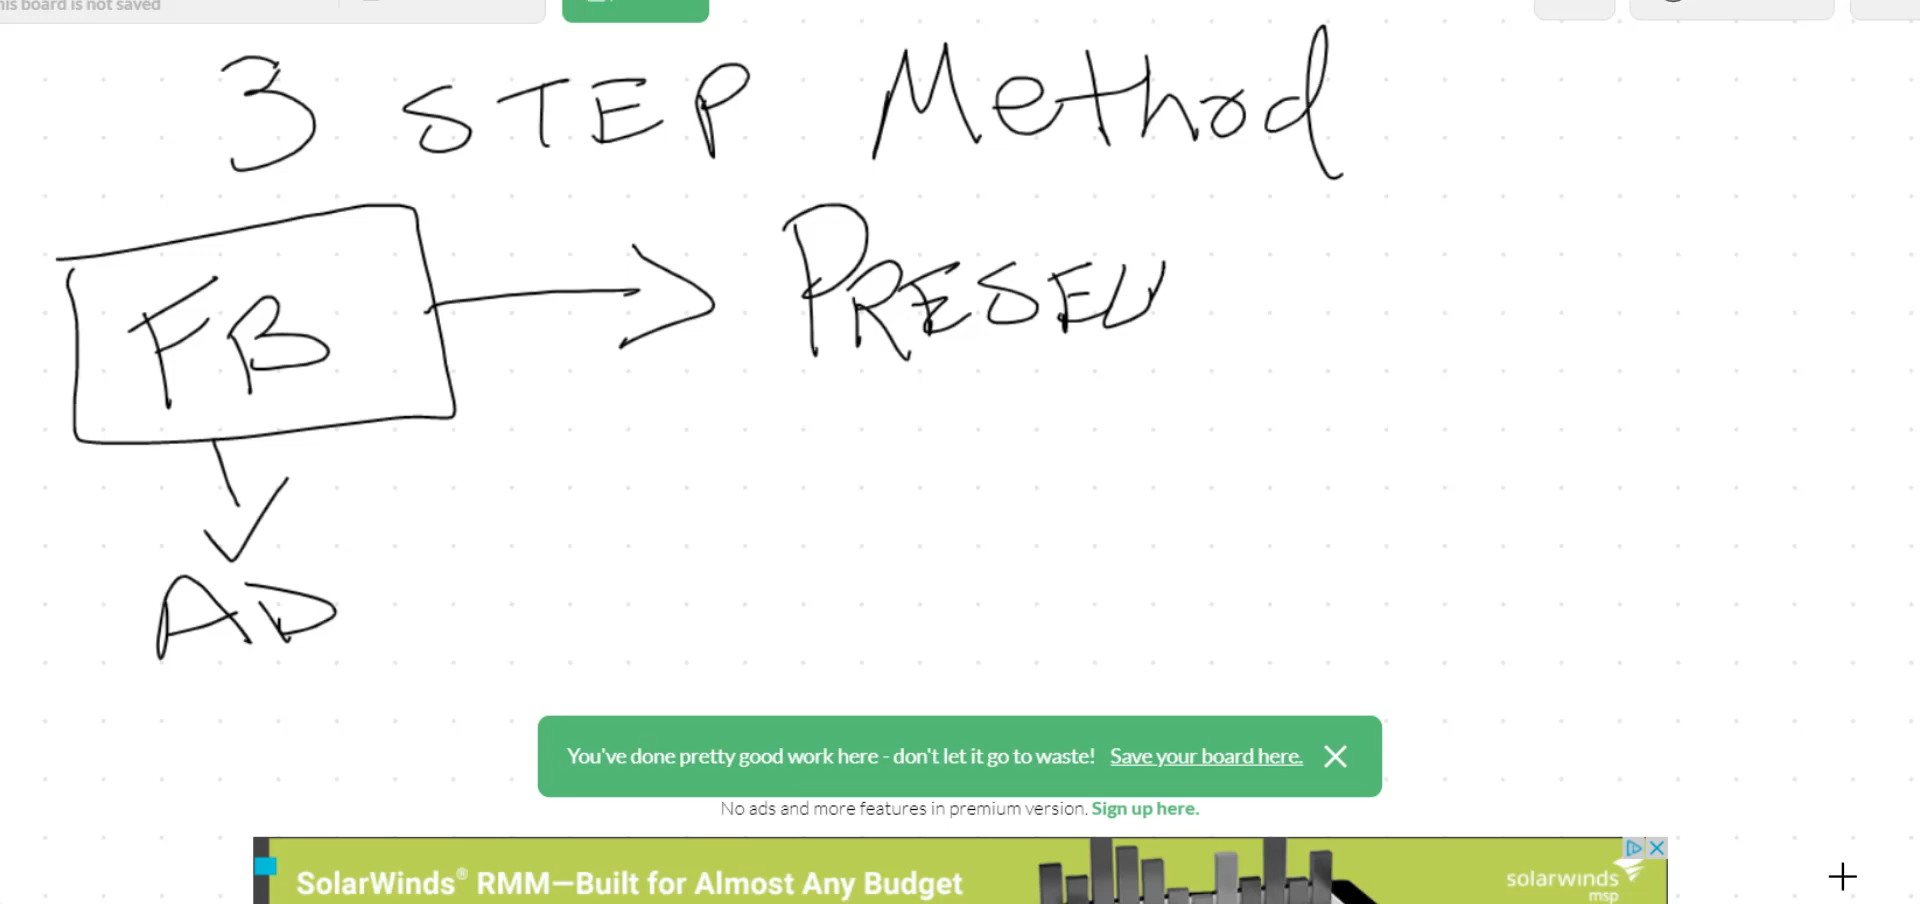 his board is not saved
3 STEP Method
FB
PRESEN
AD
You've done pretty good work here - don't let it go to waste! Save your board here.
No ads and more features in premium version. Sign up here.
SolarWinds® RMM—Built for Almost Any Budget
solarwinds
msp